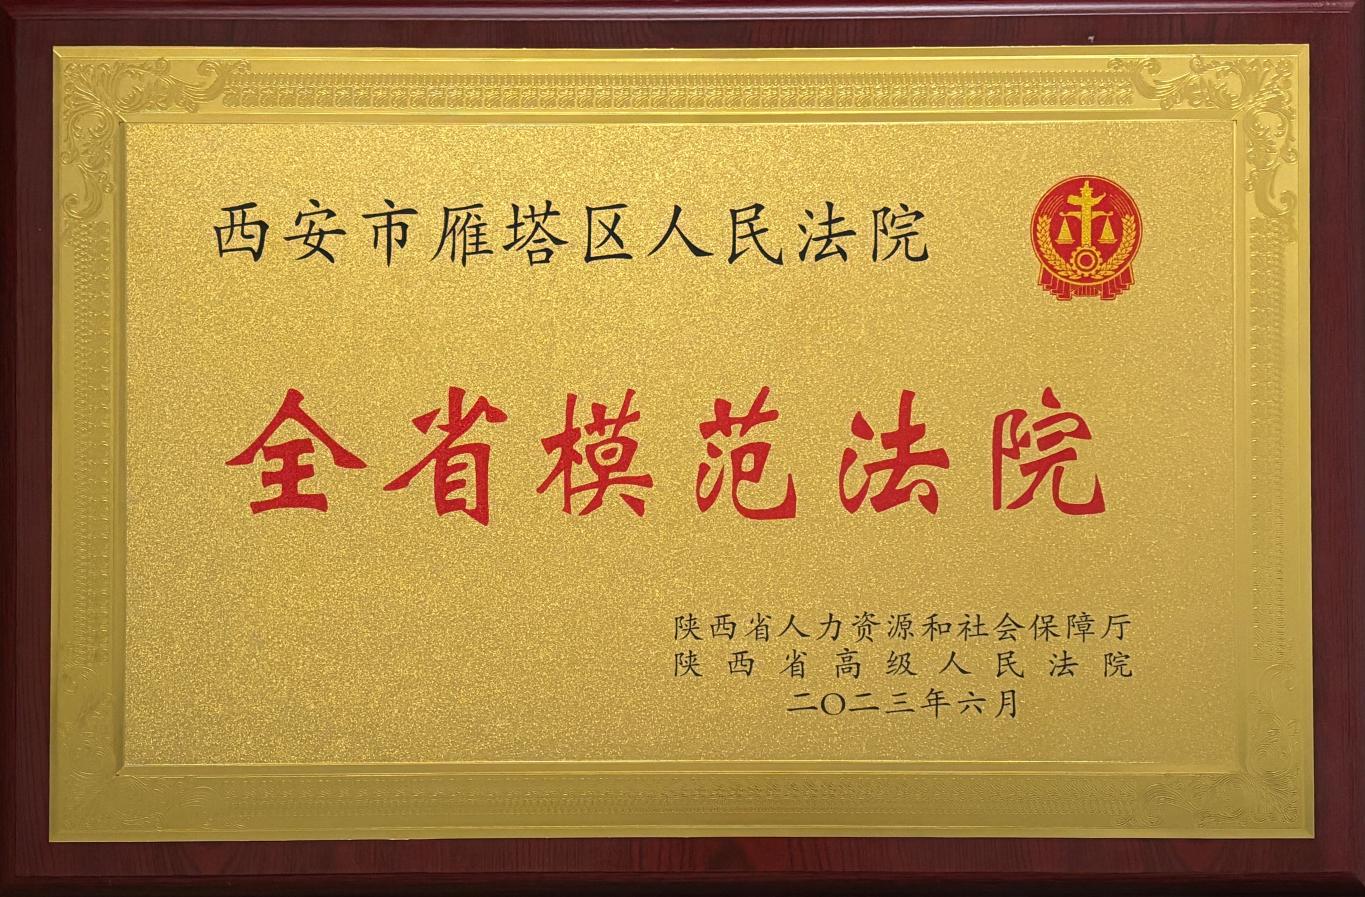 西安市雁塔区人民法院
全省模范法院
陕西省人力资源和社会保障厅
陕西省高级人民法院
二〇二三年六月